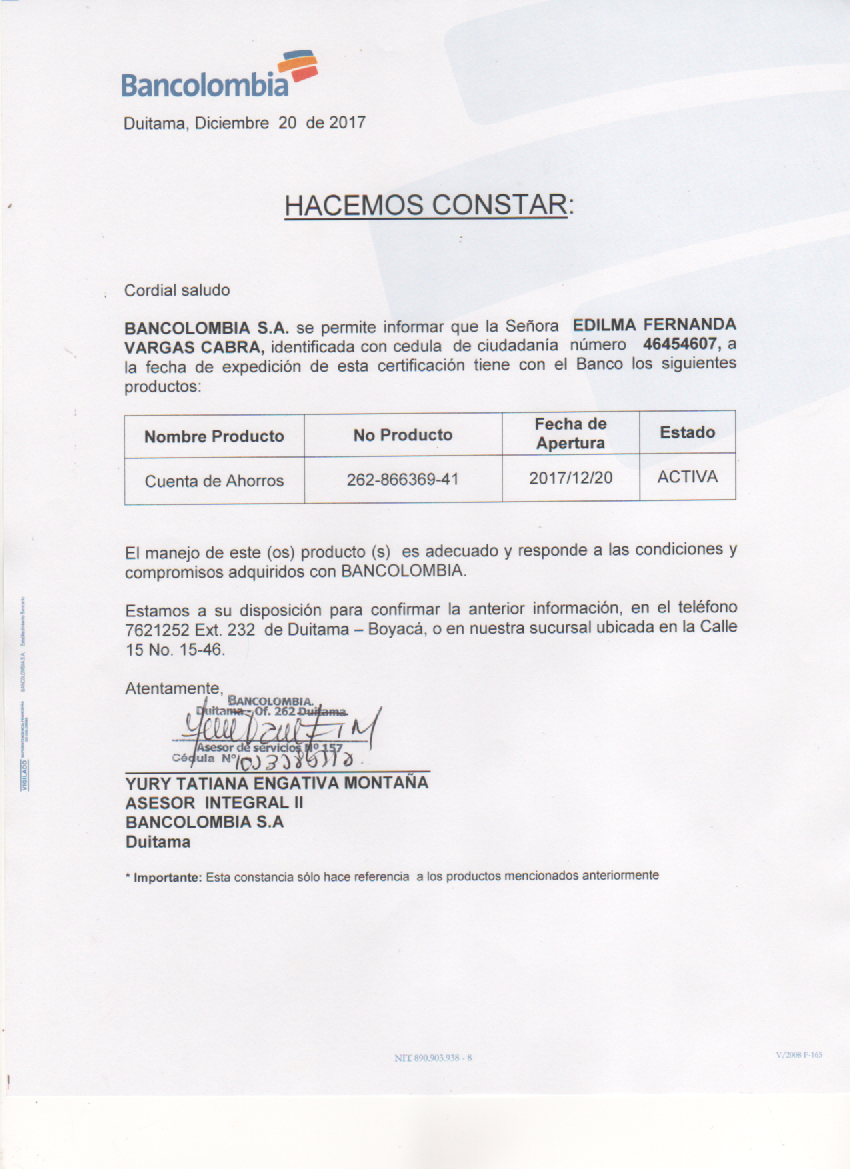 Bancolombia
Duitama, Diciembre 20 de 2017
HACEMOS CONSTAR:
Cordial saludo
BANCOLOMBIA S.A. se permite informar que la Señora EDILMA FERNANDA
VARGAS CABRA, identificada con cedula de ciudadanía número 46454607, a
la fecha de expedición de esta certificación tiene con el Banco los siguientes
productos:
Nombre Producto No Producto Fecha de Apertura Estado
Cuenta de Ahorros 262-866369-41 2017/12/20 ACTIVA
El manejo de este (os) producto (s) es adecuado y responde a las condiciones y
compromisos adquiridos con BANCOLOMBIA.
Estamos a su disposición para confirmar la anterior información, en el teléfono
7621252 Ext. 232 de Duitama – Boyacá, o en nuestra sucursal ubicada en la Calle
15 No. 15-46.
Atentamente,
BANCOLOMBIA.
Duitama - Of. 262 Duitama
Asesor de servicios Nº 157
Cédula Nº
YURY TATIANA ENGATIVA MONTAÑA
ASESOR INTEGRAL II
BANCOLOMBIA S.A
Duitama
* Importante: Esta constancia sólo hace referencia a los productos mencionados anteriormente
NIT. 890.903.938 - 8
V/2008 F-163
VIGILADO
BANCOLOMBIA S.A. Establecimiento Bancario